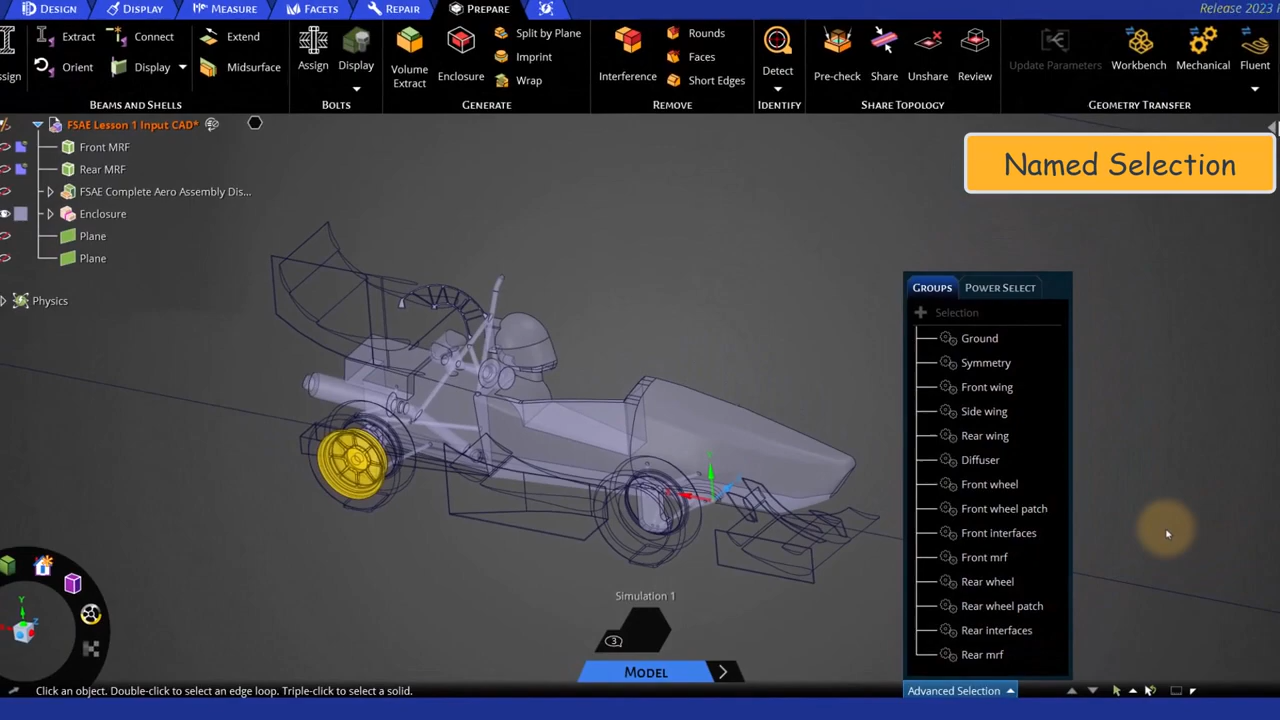 DESIGN DISPLAY MEASURE FACETS REPAIR PREPARE Release 2023
Extract Connect Extend Split by Plane Rounds
Orient Display Midsurface Assign Display Volume Extract Enclosure Imprint Wrap Interference Faces Short Edges Detect Pre-check Share Unshare Review Update Parameters Workbench Mechanical Fluent
BEAMS AND SHELLS BOLTS GENERATE REMOVE IDENTIFY SHARE TOPOLOGY GEOMETRY TRANSFER
FSAE Lesson 1 Input CAD*
Front MRF
Rear MRF
FSAE Complete Aero Assembly Dis...
Enclosure
Plane
Plane
Physics
Named Selection
GROUPS POWER SELECT
Selection
Ground
Symmetry
Front wing
Side wing
Rear wing
Diffuser
Front wheel
Front wheel patch
Front interfaces
Front mrf
Rear wheel
Rear wheel patch
Rear interfaces
Rear mrf
Simulation 1
3
MODEL
Y
Z
Click an object. Double-click to select an edge loop. Triple-click to select a solid.
Advanced Selection